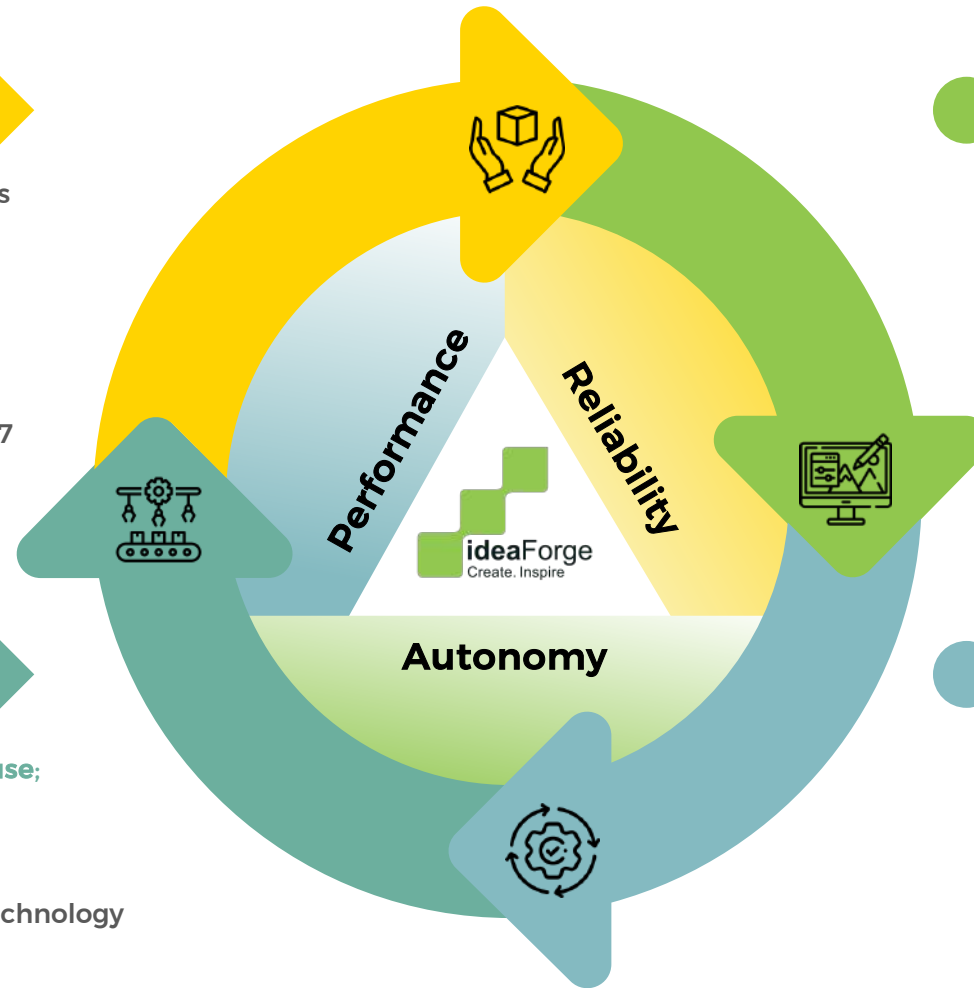 s
7
Performance
Reliability
ideaForge
Create. Inspire
Autonomy
use;
chnology